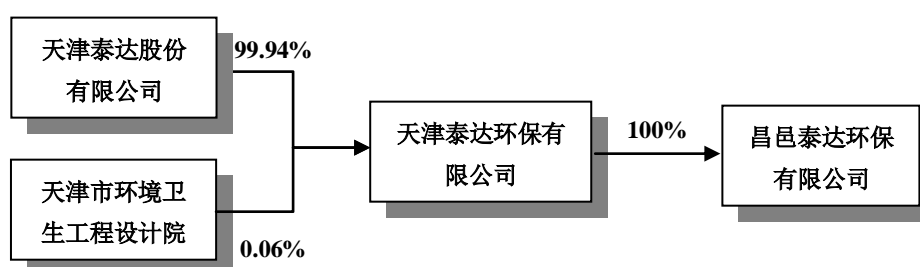 天津泰达股份
有限公司
99.94%
天津市环境卫
生工程设计院
0.06%
天津泰达环保有
限公司
100%
昌邑泰达环保
有限公司